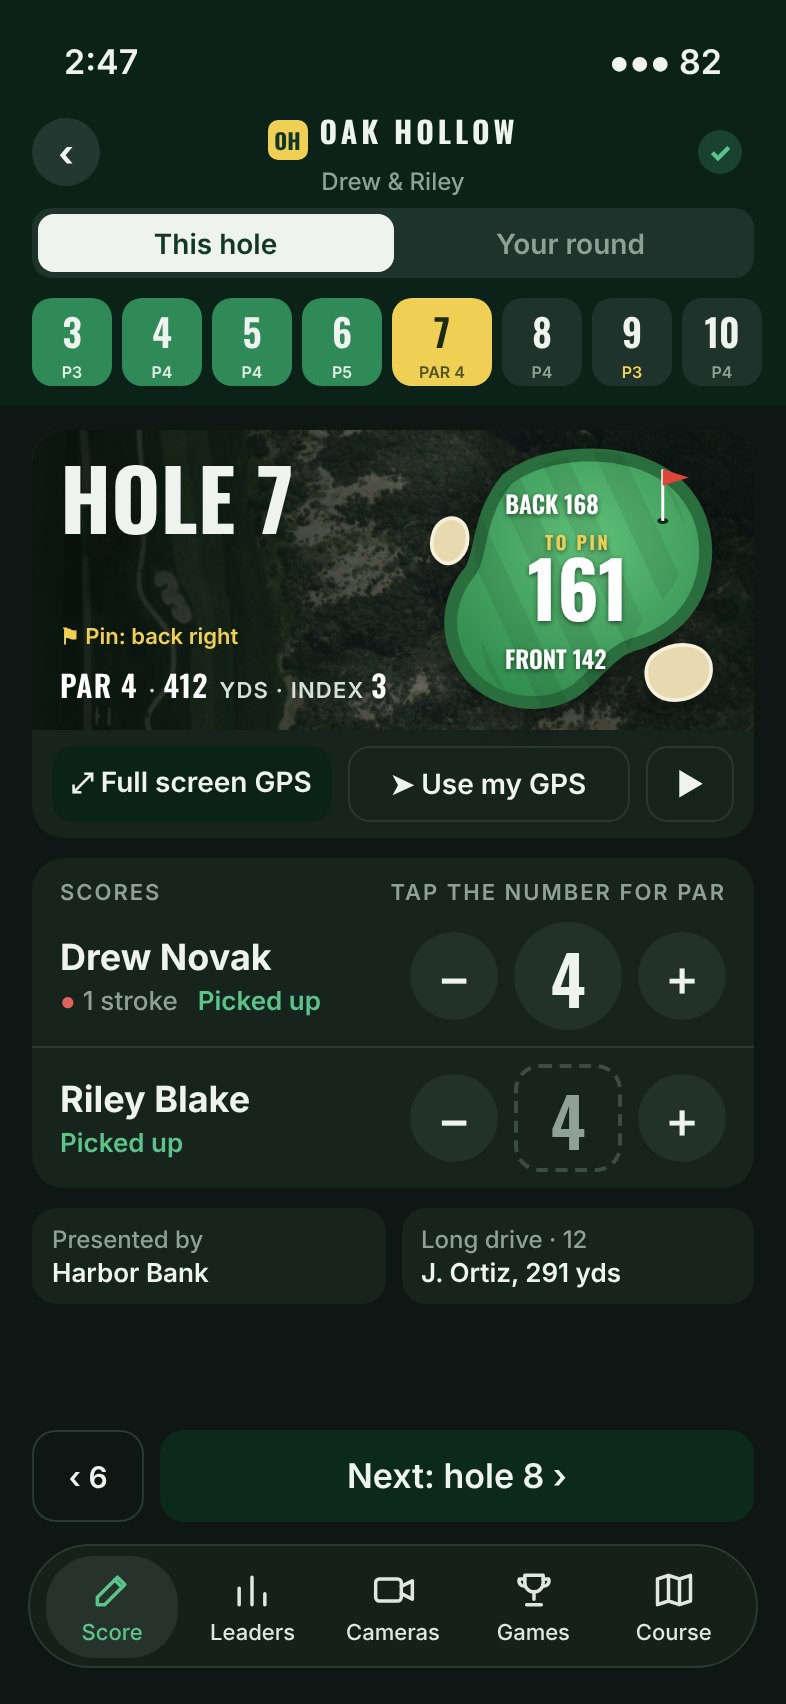 2:47
82
‹
OH OAK HOLLOW
Drew & Riley
This hole
Your round
3 4 5 6 7 8 9 10
P3 P4 P4 P5 PAR 4 P4 P3 P4
HOLE 7
BACK 168
TO PIN
161
FRONT 142
Pin: back right
PAR 4 · 412 YDS · INDEX 3
Full screen GPS
Use my GPS
SCORES
TAP THE NUMBER FOR PAR
Drew Novak
1 stroke Picked up
− 4 +
Riley Blake
Picked up
− 4 +
Presented by
Harbor Bank
Long drive · 12
J. Ortiz, 291 yds
‹ 6
Next: hole 8 ›
Score
Leaders
Cameras
Games
Course